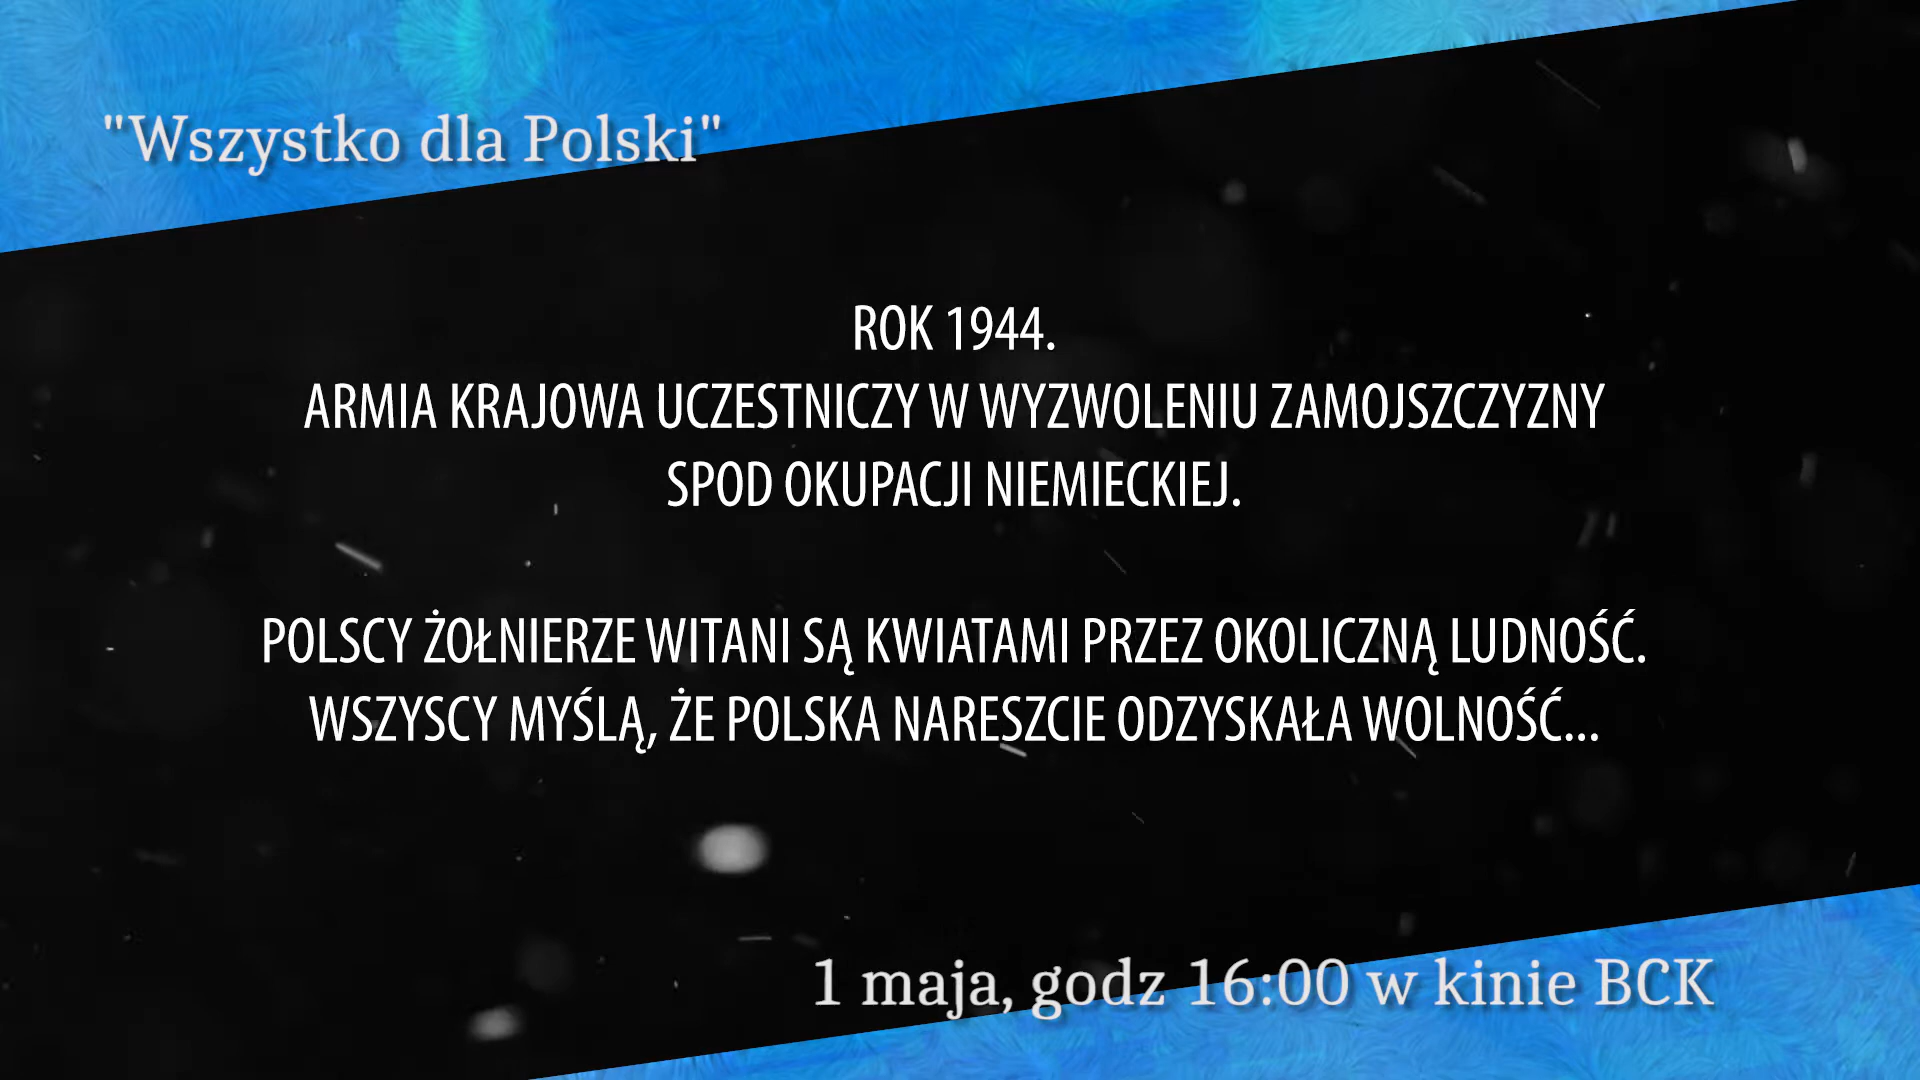 "Wszystko dla Polski"
ROK 1944.
ARMIA KRAJOWA UCZESTNICZY W WYZWOLENIU ZAMOJSZCZYZNY
SPOD OKUPACJI NIEMIECKIEJ.
POLSCY ŻOŁNIERZE WITANI SĄ KWIATAMI PRZEZ OKOLICZNĄ LUDNOŚĆ.
WSZYSCY MYŚLĄ, ŻE POLSKA NARESZCIE ODZYSKAŁA WOLNOŚĆ...
1 maja, godz 16:00 w kinie BCK